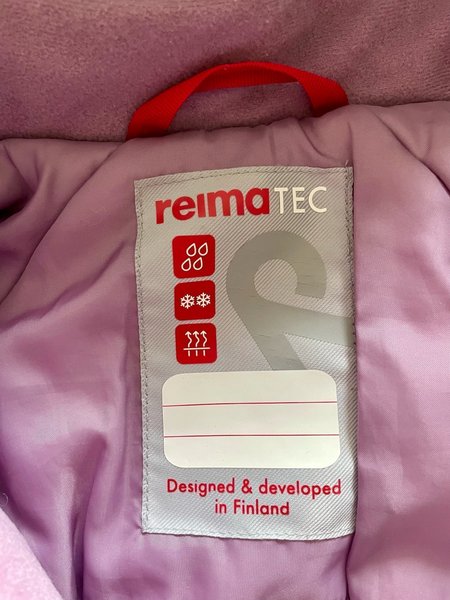 reimaTEC
Designed & developed
in Finland